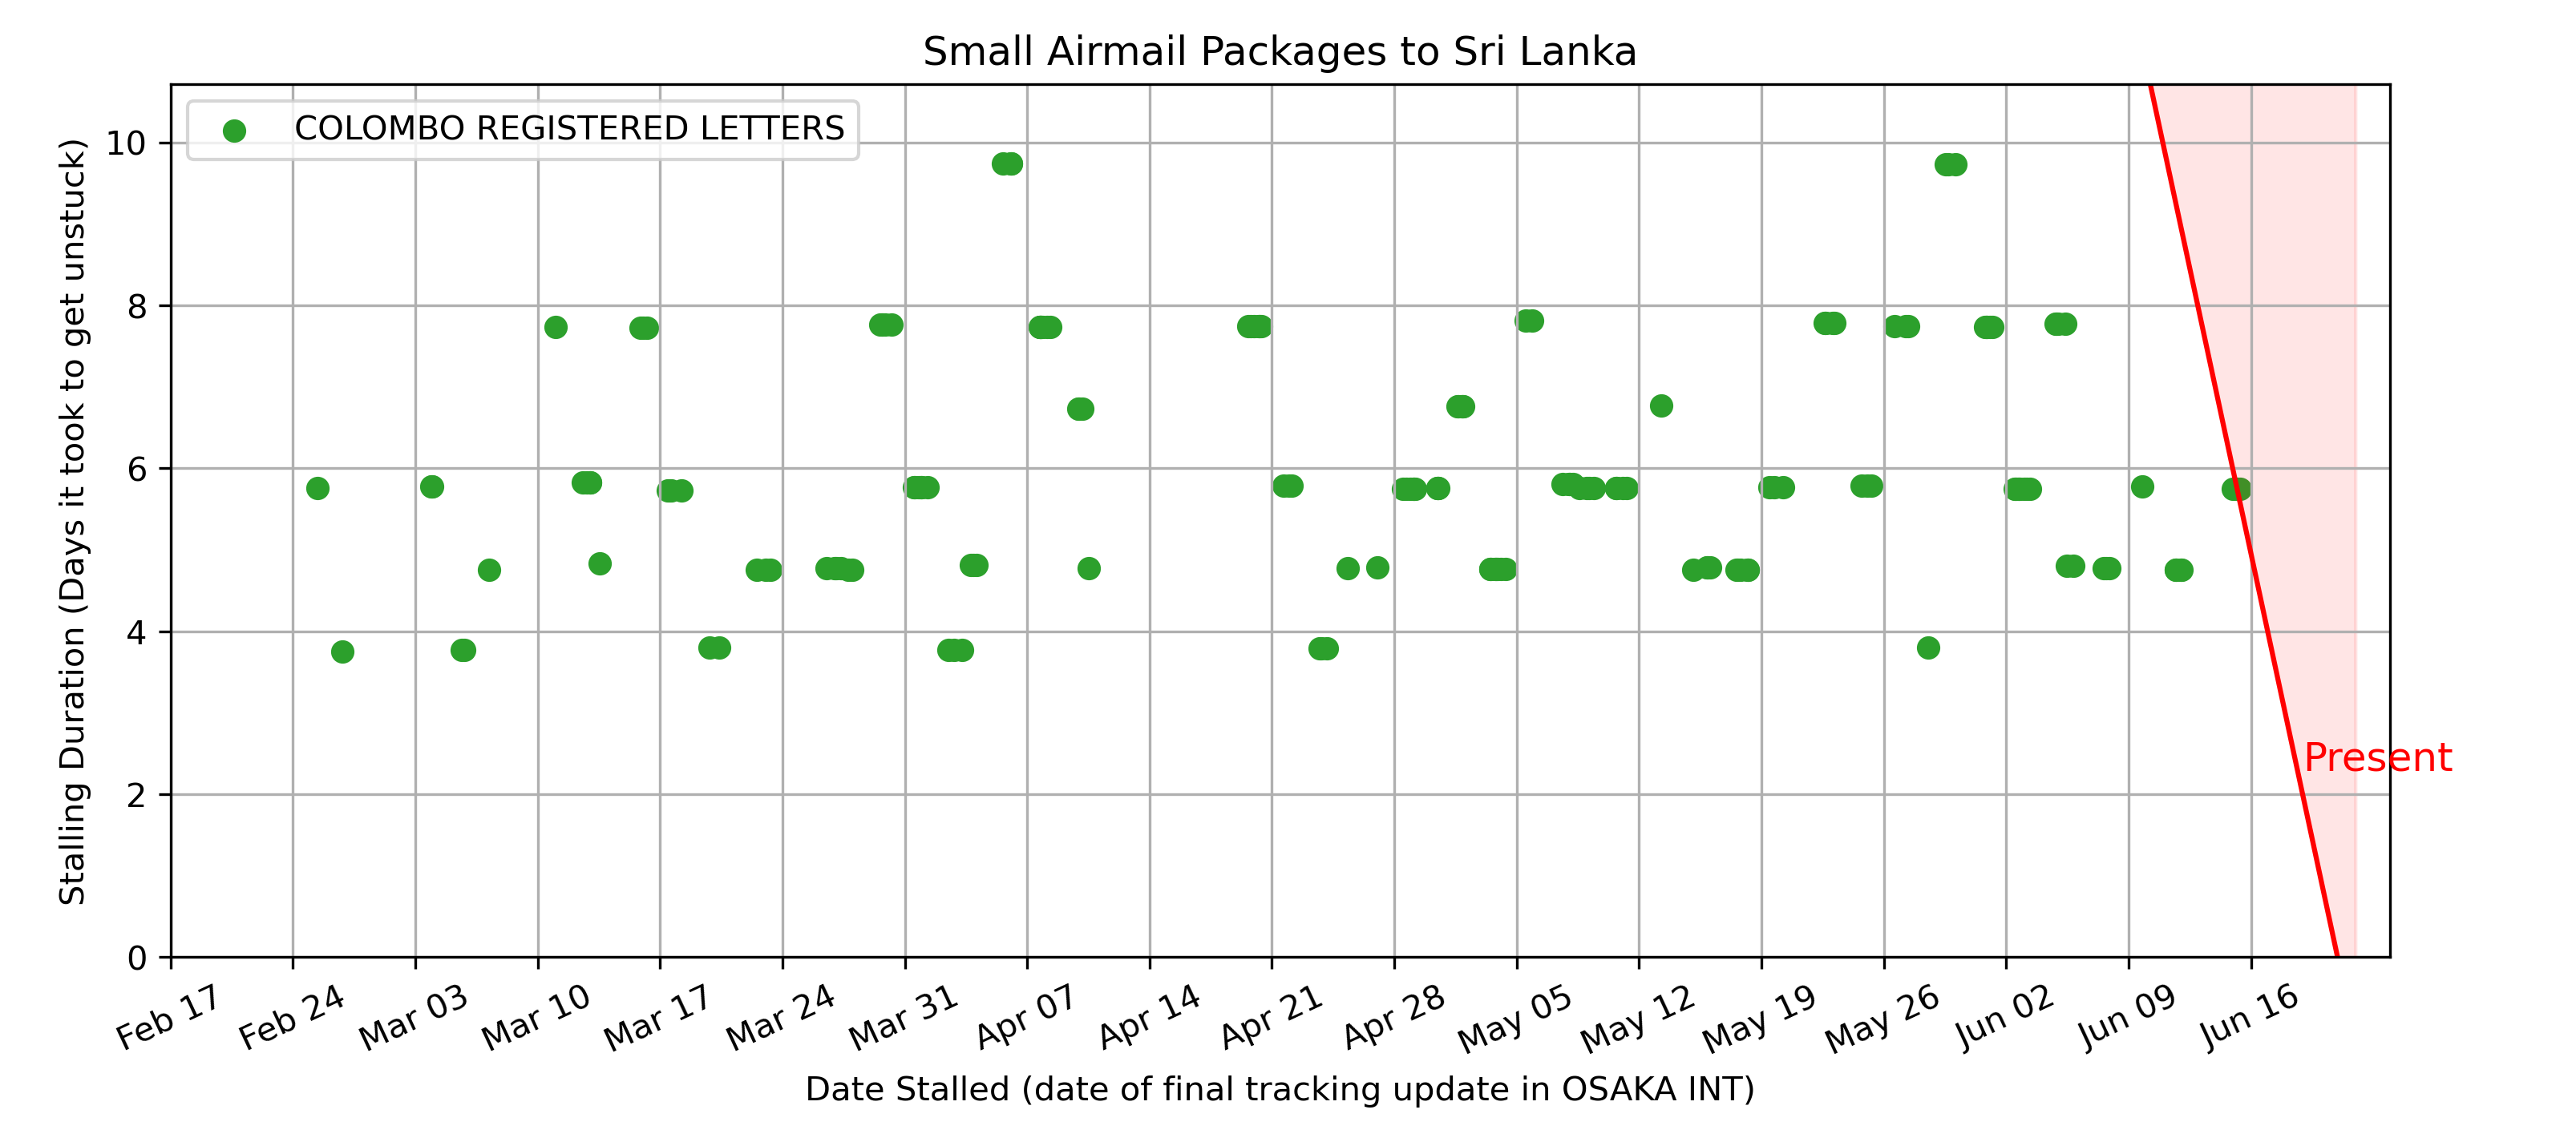 Small Airmail Packages to Sri Lanka
COLOMBO REGISTERED LETTERS
Stalling Duration (Days it took to get unstuck)
10
8
6
4
2
0
Present
Feb 17
Feb 24
Mar 03
Mar 10
Mar 17
Mar 24
Mar 31
Apr 07
Apr 14
Apr 21
Apr 28
May 05
May 12
May 19
May 26
Jun 02
Jun 09
Jun 16
Date Stalled (date of final tracking update in OSAKA INT)